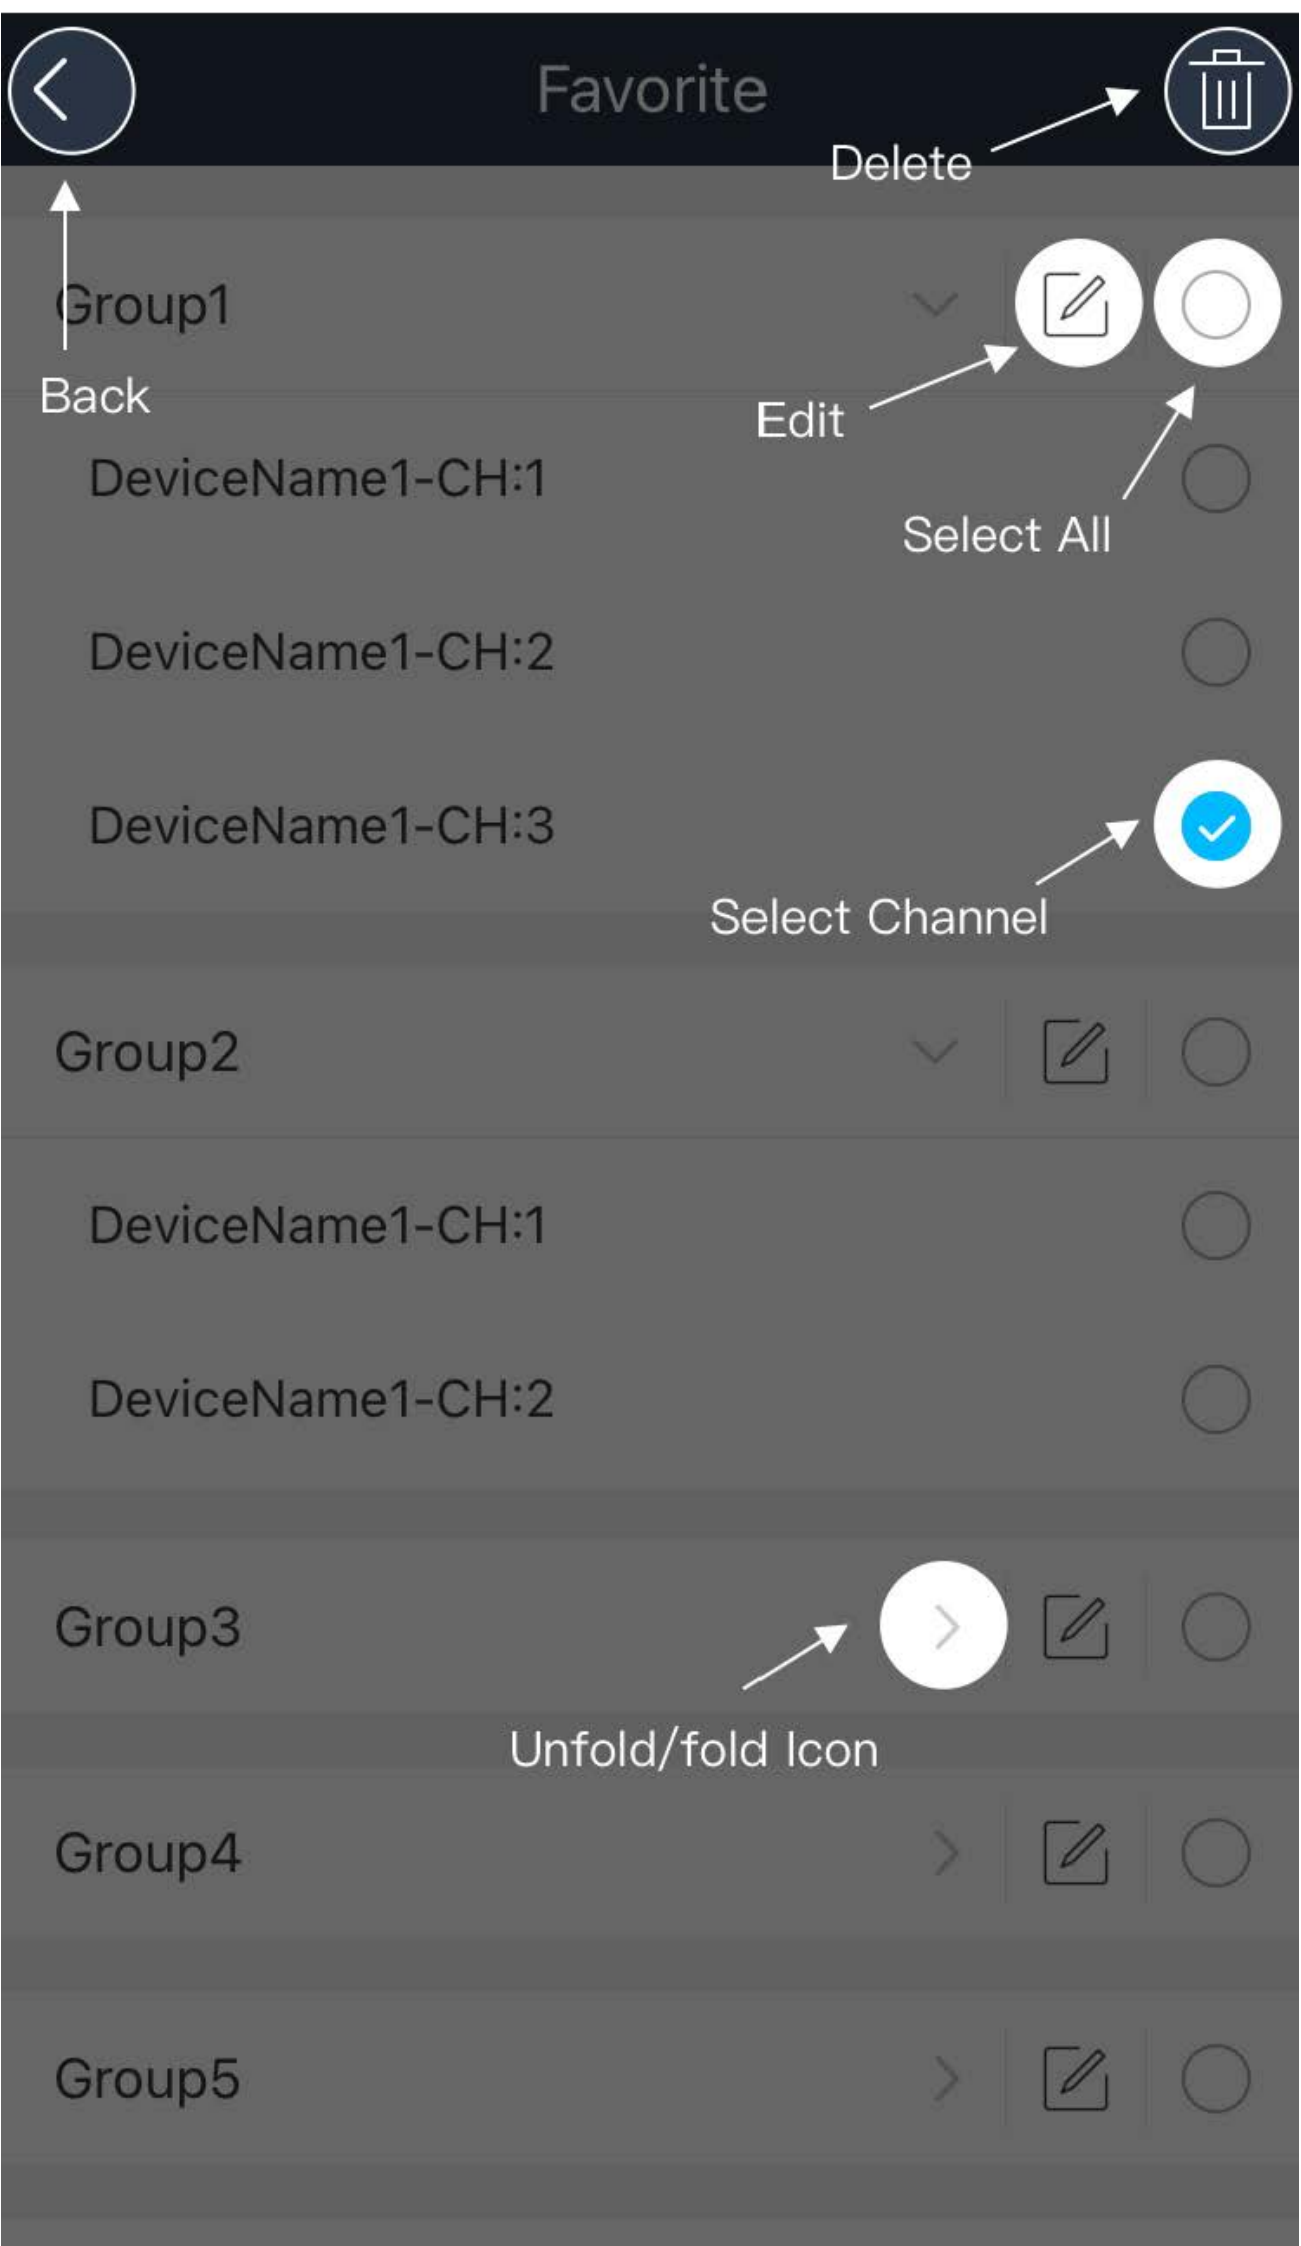 Favorite
Delete
Group1
Back
Edit
DeviceName1-CH:1
Select All
DeviceName1-CH:2
DeviceName1-CH:3
Select Channel
Group2
DeviceName1-CH:1
DeviceName1-CH:2
Group3
Unfold/fold Icon
Group4
Group5